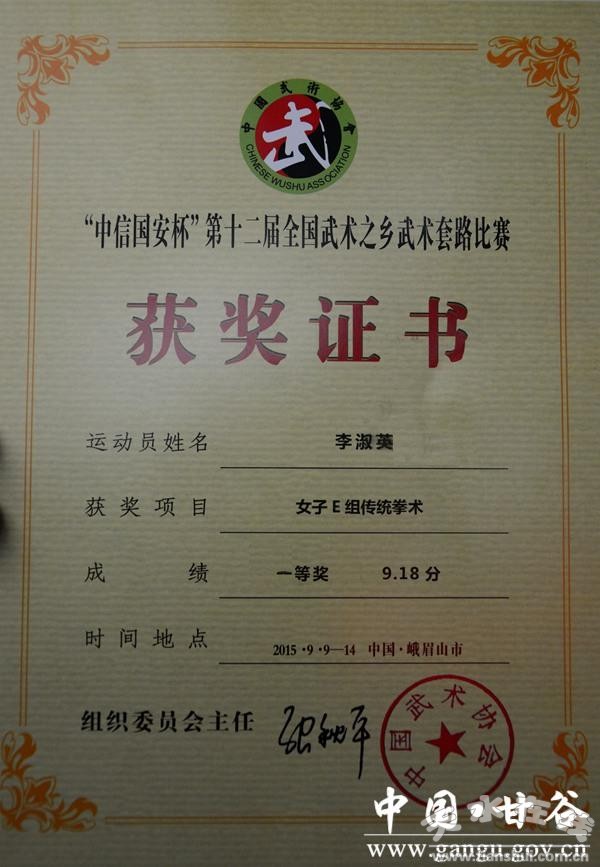 中國武術協會
CHINESE WUSHU ASSOCIATION
“中信国安杯”第十二届全国武术之乡武术套路比赛
获奖证书
运动员姓名 李淑英
获奖项目 女子E组传统拳术
成绩 一等奖 9.18分
时间地点 2015·9·9—14 中国·峨眉山市
组织委员会主任
中国武术协会
中国·甘谷
www.gangu.gov.cn